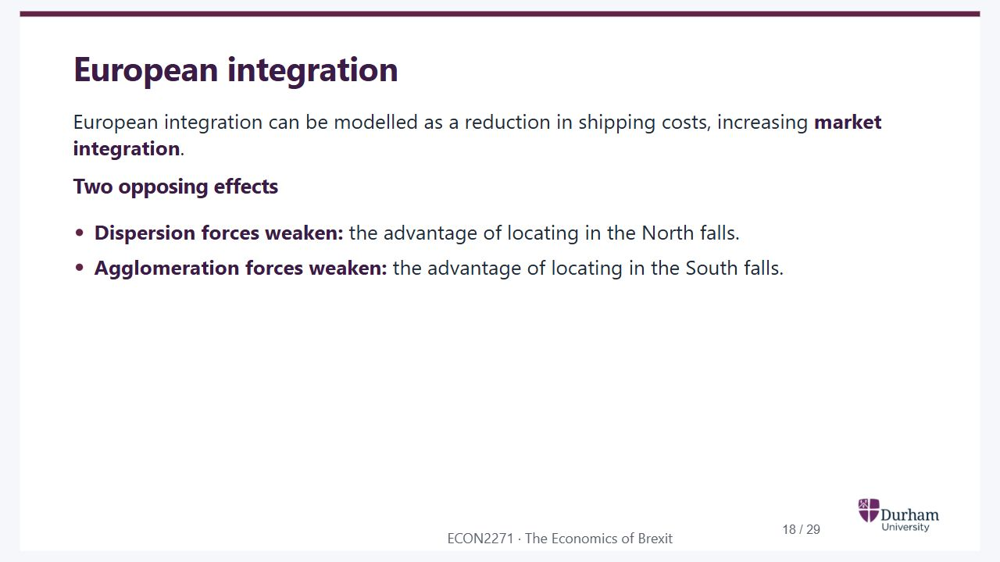 European integration
European integration can be modelled as a reduction in shipping costs, increasing market
integration.
Two opposing effects
• Dispersion forces weaken: the advantage of locating in the North falls.
• Agglomeration forces weaken: the advantage of locating in the South falls.
ECON2271 · The Economics of Brexit
18 / 29
Durham
University